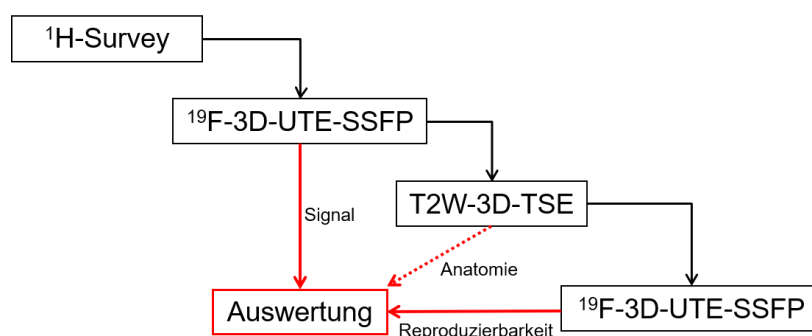 ¹H-Survey
¹⁹F-3D-UTE-SSFP
T2W-3D-TSE
Signal
Anatomie
Auswertung
¹⁹F-3D-UTE-SSFP
Reproduzierbarkeit